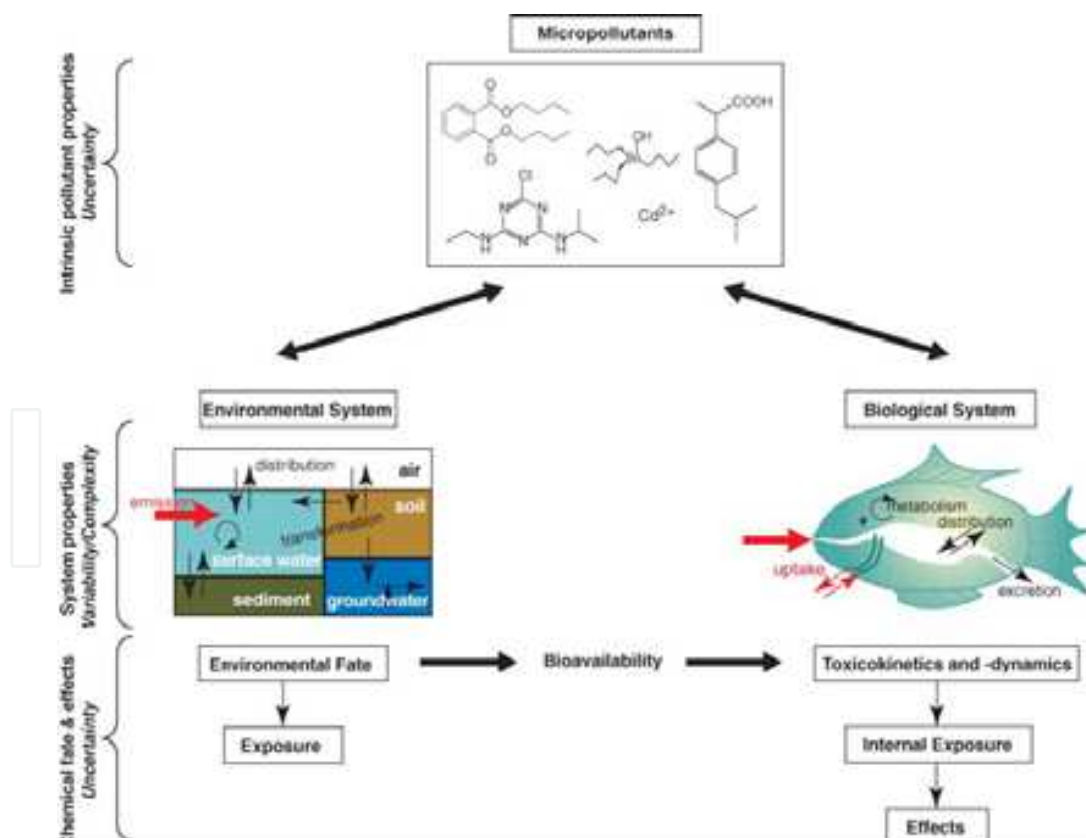 Micropollutants
Intrinsic pollutant properties
Uncertainty
O
O
O
O
OH
COOH
Cl
N
N
N
N
H
N
H
Cd2+
Environmental System
Biological System
System properties
Variability/Complexity
distribution
air
emission
soil
transformation
surface water
sediment
groundwater
metabolism
distribution
uptake
excretion
Chemical fate & effects
Uncertainty
Environmental Fate
Bioavailability
Toxicokinetics and -dynamics
Exposure
Internal Exposure
Effects